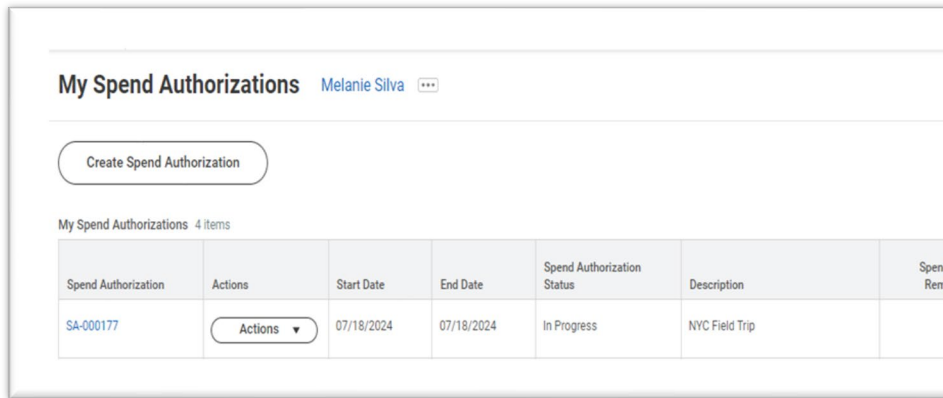 My Spend Authorizations Melanie Silva
Create Spend Authorization
My Spend Authorizations 4 items
Spend Authorization Actions Start Date End Date Spend Authorization Status Description
SA-000177 Actions 07/18/2024 07/18/2024 In Progress NYC Field Trip